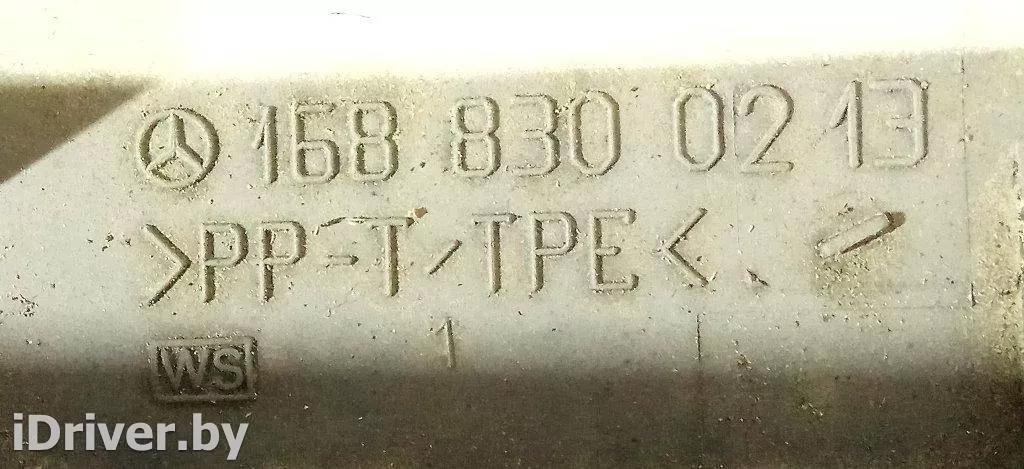 168 830 02 13
>PP-T/TPE<
1
WS
iDriver.by